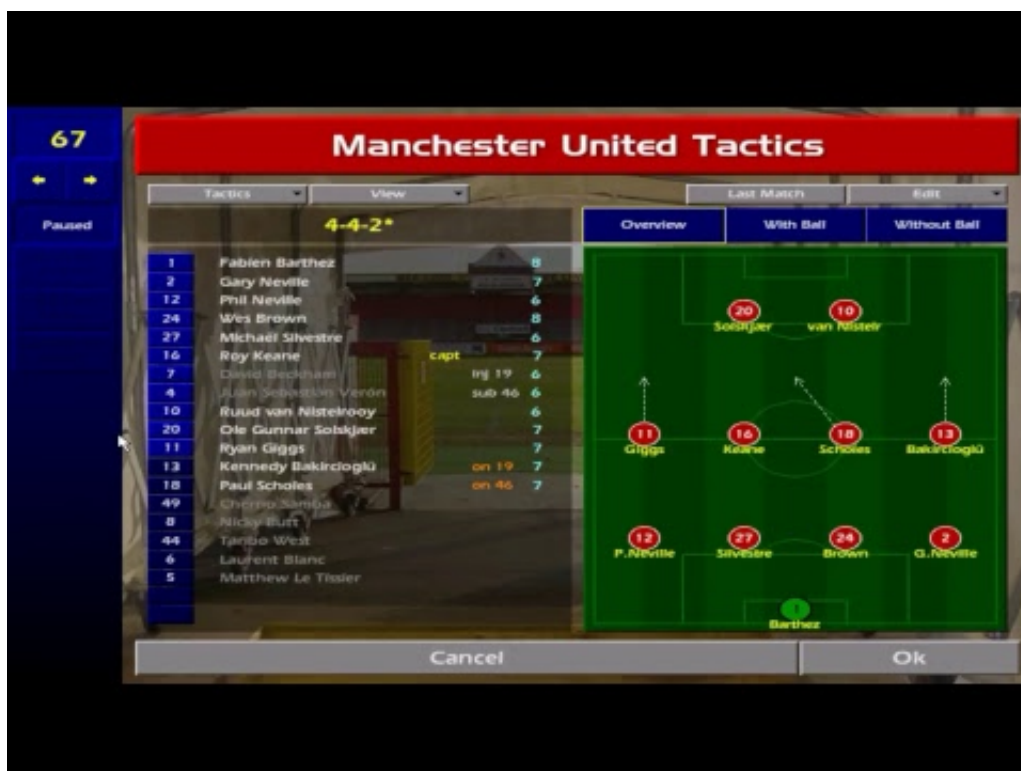 67
Manchester United Tactics
Tactics View Last Match Edit
Paused
4-4-2*
Overview With Ball Without Ball
1 Fabien Barthez 8
2 Gary Neville 7
12 Phil Neville 6
24 Wes Brown 8
27 Michaël Silvestre 6
16 Roy Keane capt 7
7 David Beckham Inj 19 6
4 Juan Sebastián Verón sub 46 6
10 Ruud van Nistelrooy 6
20 Ole Gunnar Solskjær 7
11 Ryan Giggs 7
13 Kennedy Bakircioglü on 19 7
18 Paul Scholes on 46 7
49 Cherno Samba
8 Nicky Butt
44 Taribo West
6 Laurent Blanc
5 Matthew Le Tissier
20 10
Solskjær van Nistelr
11 16 18 13
Giggs Keane Scholes Bakircioglü
12 27 24 2
P.Neville Silvestre Brown G.Neville
1
Barthez
Cancel Ok